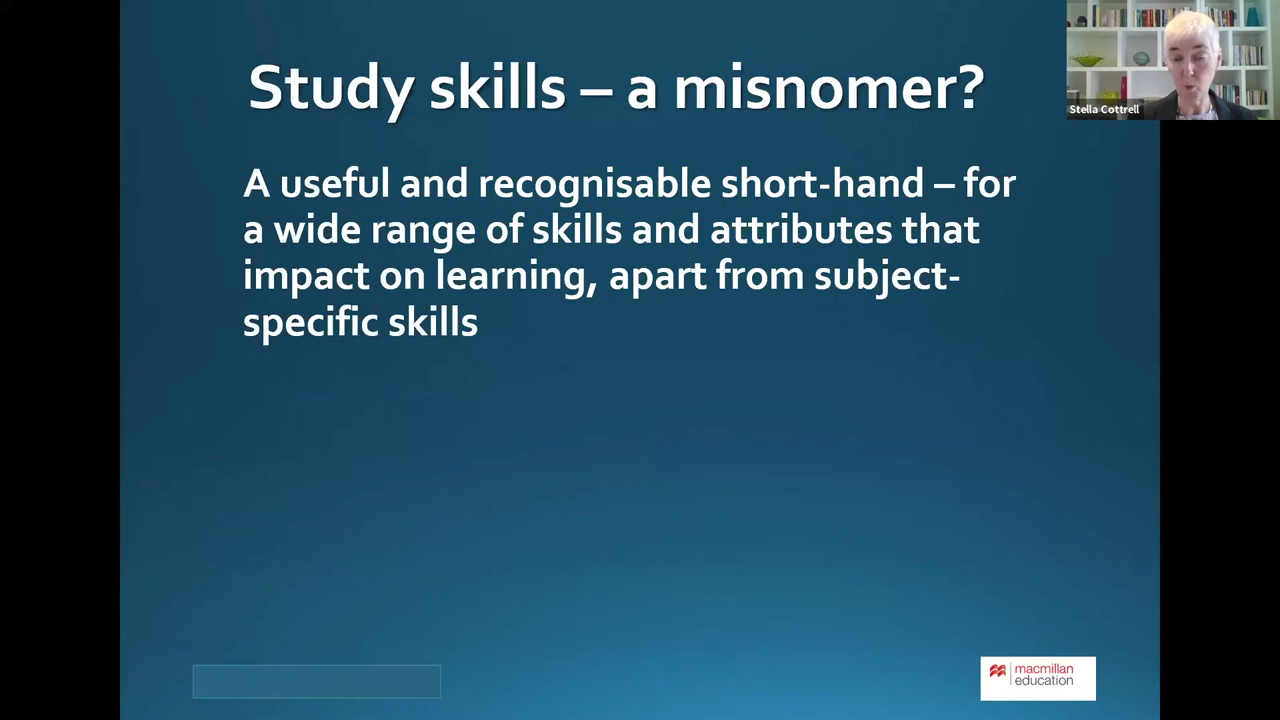 Study skills – a misnomer?
Stella Cottrell
A useful and recognisable short-hand – for
a wide range of skills and attributes that
impact on learning, apart from subject-
specific skills
macmillan
education